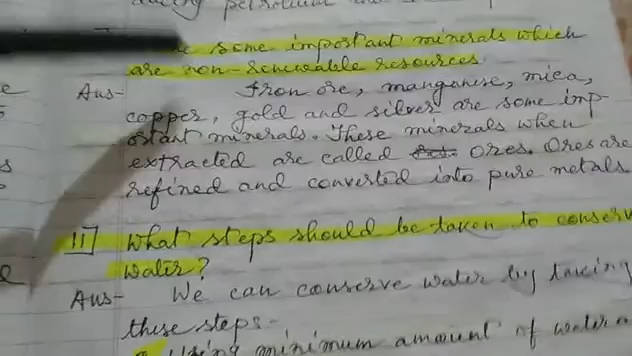 petroleum
some important minerals which
are non-renewable resources.
Ans- Iron ore, manganese, mica,
copper, gold and silver are some imp-
ortant minerals. These minerals when
extracted are called ores. Ores are
refined and converted into pure metals
11] What steps should be taken to conserv
water?
Ans- We can conserve water by taking
these steps-
Using minimum amount of water